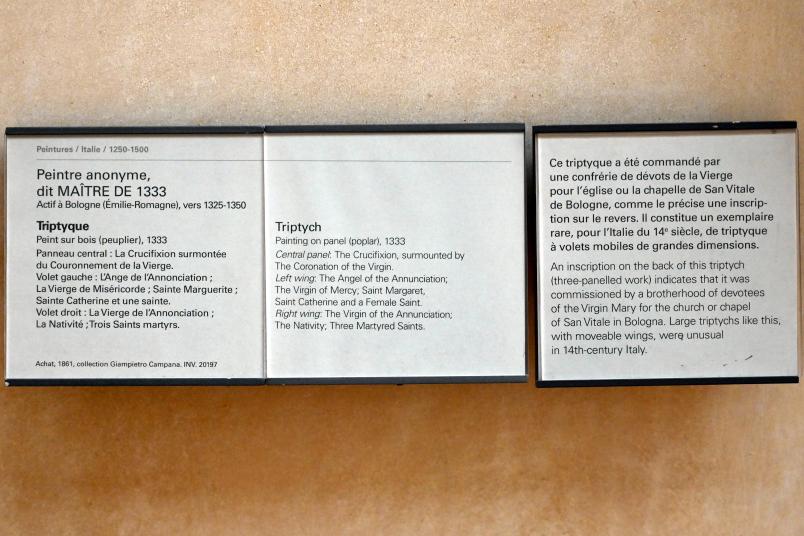 Peintures / Italie / 1250-1500
Peintre anonyme,
dit MAÎTRE DE 1333
Actif à Bologne (Émilie-Romagne), vers 1325-1350
Triptyque
Peint sur bois (peuplier), 1333
Panneau central : La Crucifixion surmontée
du Couronnement de la Vierge.
Volet gauche : L'Ange de l'Annonciation ;
La Vierge de Miséricorde ; Sainte Marguerite ;
Sainte Catherine et une sainte.
Volet droit : La Vierge de l'Annonciation ;
La Nativité ; Trois Saints martyrs.
Achat, 1861, collection Giampietro Campana. INV. 20197
Triptych
Painting on panel (poplar), 1333
Central panel: The Crucifixion, surmounted by
The Coronation of the Virgin.
Left wing: The Angel of the Annunciation;
The Virgin of Mercy; Saint Margaret,
Saint Catherine and a Female Saint.
Right wing: The Virgin of the Annunciation;
The Nativity; Three Martyred Saints.
Ce triptyque a été commandé par
une confrérie de dévots de la Vierge
pour l'église ou la chapelle de San Vitale
de Bologne, comme le précise une inscrip-
tion sur le revers. Il constitue un exemplaire
rare, pour l'Italie du 14e siècle, de triptyque
à volets mobiles de grandes dimensions.
An inscription on the back of this triptych
(three-panelled work) indicates that it was
commissioned by a brotherhood of devotees
of the Virgin Mary for the church or chapel
of San Vitale in Bologna. Large triptychs like this,
with moveable wings, were unusual
in 14th-century Italy.